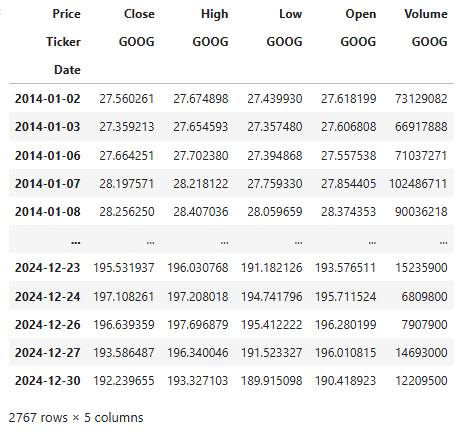 Price Close High Low Open Volume
Ticker GOOG GOOG GOOG GOOG GOOG
Date
2014-01-02 27.560261 27.674898 27.439930 27.618199 73129082
2014-01-03 27.359213 27.654593 27.357480 27.606808 66917888
2014-01-06 27.664251 27.702380 27.394868 27.557538 71037271
2014-01-07 28.197571 28.218122 27.759330 27.854405 102486711
2014-01-08 28.256250 28.407036 28.059659 28.374353 90036218
... ... ... ... ... ...
2024-12-23 195.531937 196.030768 191.182126 193.576511 15235900
2024-12-24 197.108261 197.208018 194.741796 195.711524 6809800
2024-12-26 196.639359 197.696879 195.412222 196.280199 7907900
2024-12-27 193.586487 196.340046 191.523327 196.010815 14693000
2024-12-30 192.239655 193.327103 189.915098 190.418923 12209500
2767 rows × 5 columns